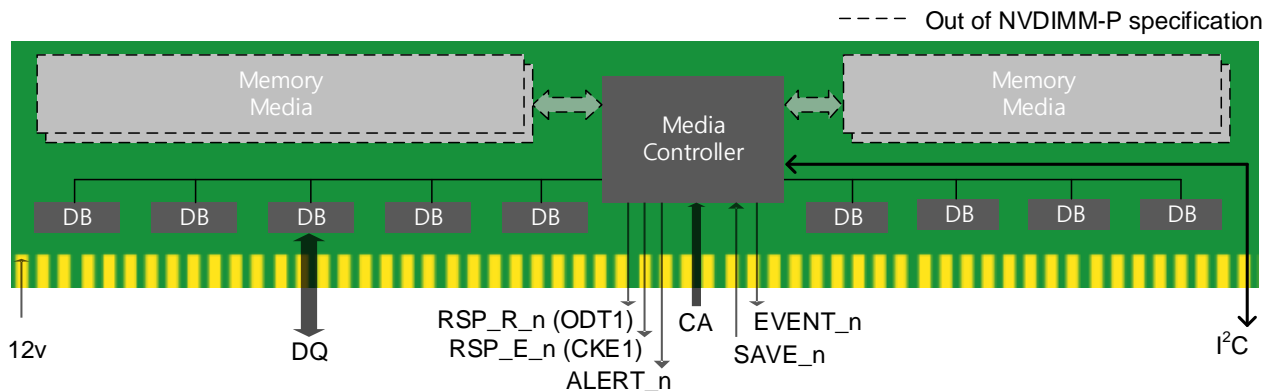 ---- Out of NVDIMM-P specification
Memory
Media
Media
Controller
Memory
Media
DB
DB
DB
DB
DB
DB
DB
DB
DB
12v
DQ
RSP_R_n (ODT1)
RSP_E_n (CKE1)
ALERT_n
CA
SAVE_n
EVENT_n
I²C